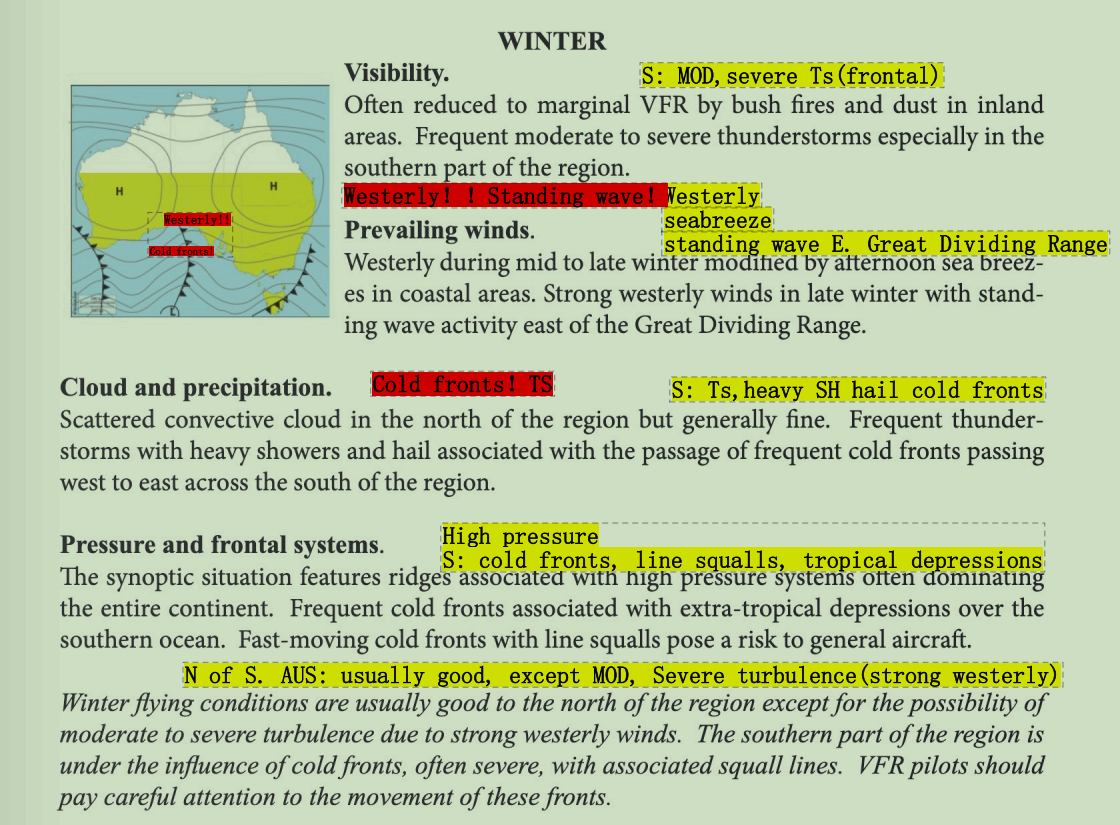 WINTER
Visibility.
S: MOD,severe Ts(frontal)
Often reduced to marginal VFR by bush fires and dust in inland
areas. Frequent moderate to severe thunderstorms especially in the
southern part of the region.
Westerly!! Standing wave!
Westerly
seabreeze
standing wave E. Great Dividing Range
Prevailing winds.
Westerly during mid to late winter modified by afternoon sea breez-
es in coastal areas. Strong westerly winds in late winter with stand-
ing wave activity east of the Great Dividing Range.
H
H
Westerly!!
Cold fronts!
L
Cloud and precipitation.
Cold fronts! TS
S: Ts,heavy SH hail cold fronts
Scattered convective cloud in the north of the region but generally fine. Frequent thunder-
storms with heavy showers and hail associated with the passage of frequent cold fronts passing
west to east across the south of the region.
Pressure and frontal systems.
High pressure
S: cold fronts, line squalls, tropical depressions
The synoptic situation features ridges associated with high pressure systems often dominating
the entire continent. Frequent cold fronts associated with extra-tropical depressions over the
southern ocean. Fast-moving cold fronts with line squalls pose a risk to general aircraft.
N of S. AUS: usually good, except MOD, Severe turbulence(strong westerly)
Winter flying conditions are usually good to the north of the region except for the possibility of
moderate to severe turbulence due to strong westerly winds. The southern part of the region is
under the influence of cold fronts, often severe, with associated squall lines. VFR pilots should
pay careful attention to the movement of these fronts.